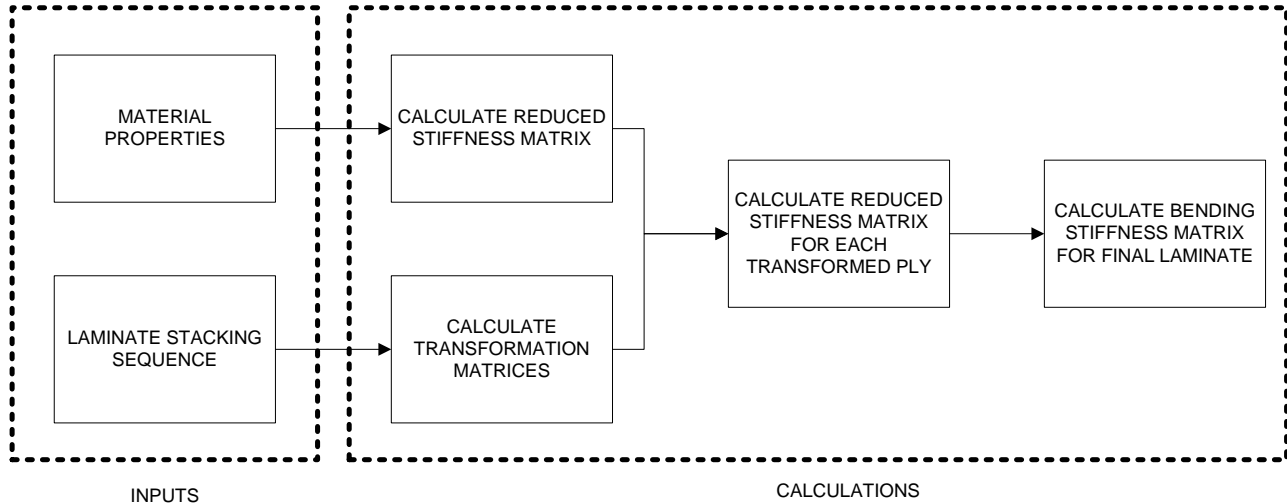 MATERIAL
PROPERTIES
CALCULATE REDUCED
STIFFNESS MATRIX
LAMINATE STACKING
SEQUENCE
CALCULATE
TRANSFORMATION
MATRICES
CALCULATE REDUCED
STIFFNESS MATRIX
FOR EACH
TRANSFORMED PLY
CALCULATE BENDING
STIFFNESS MATRIX
FOR FINAL LAMINATE
INPUTS
CALCULATIONS